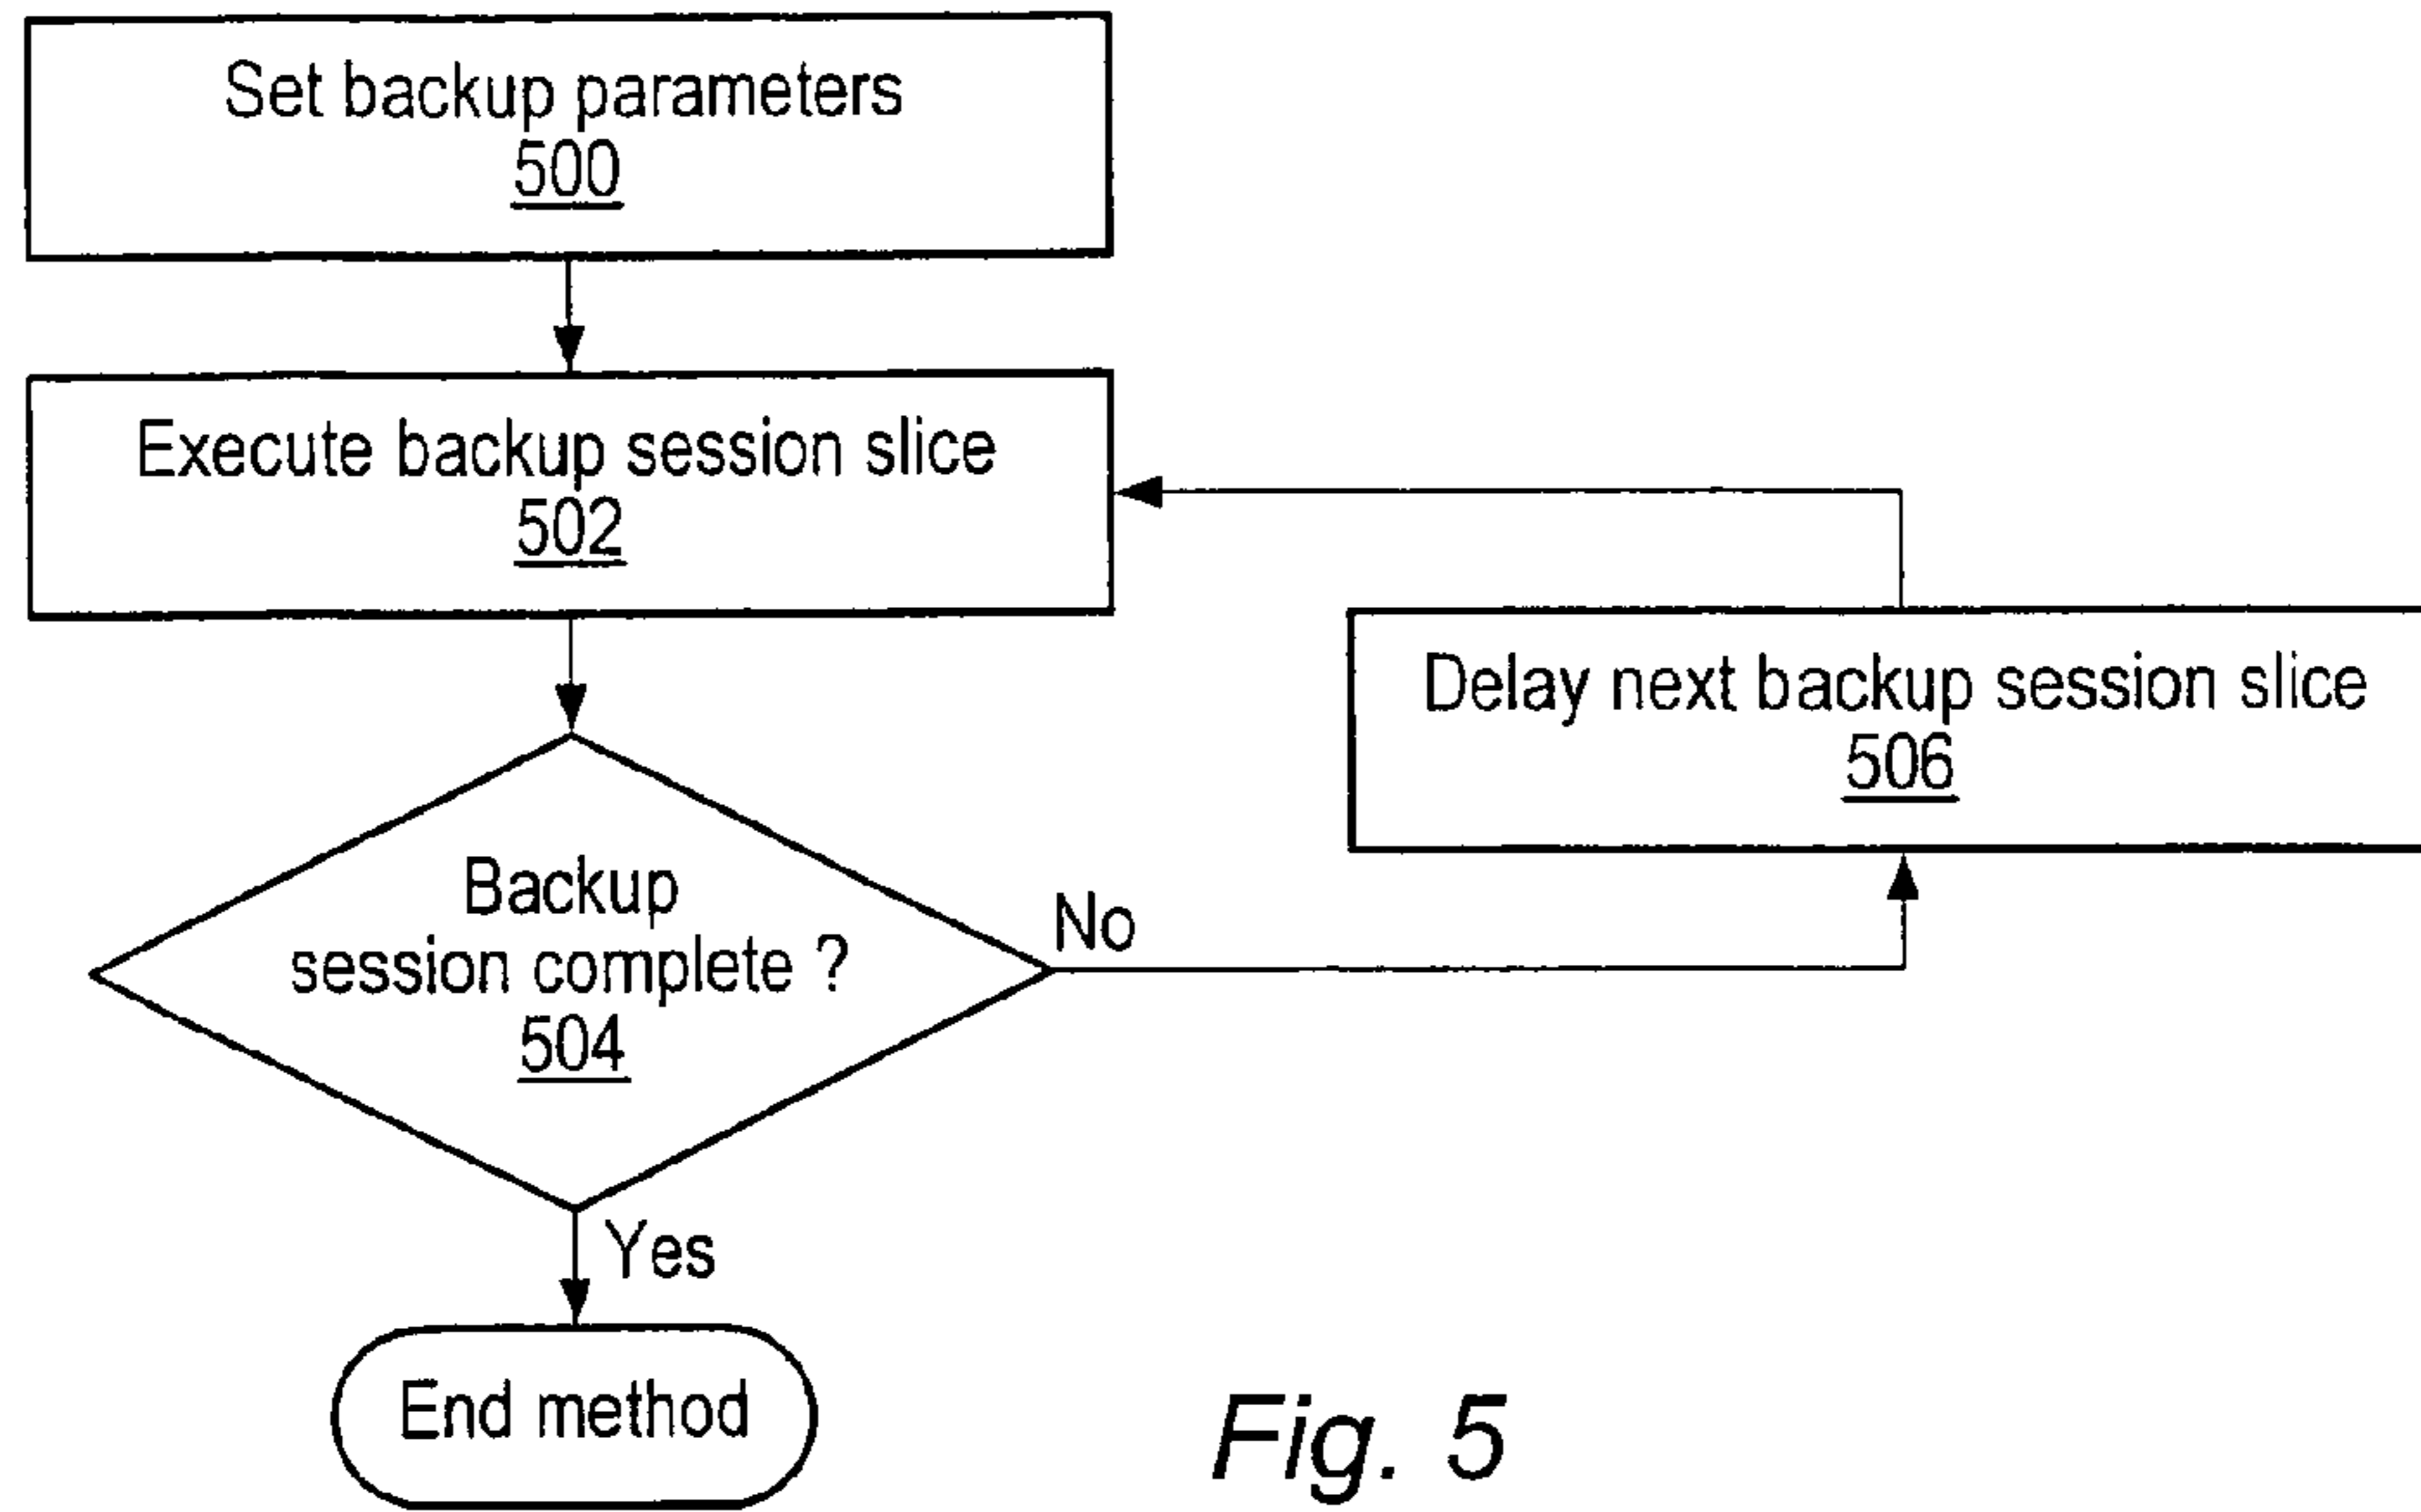 Set backup parameters
500
Execute backup session slice
502
Delay next backup session slice
506
Backup
session complete ?
504
No
Yes
End method
Fig. 5